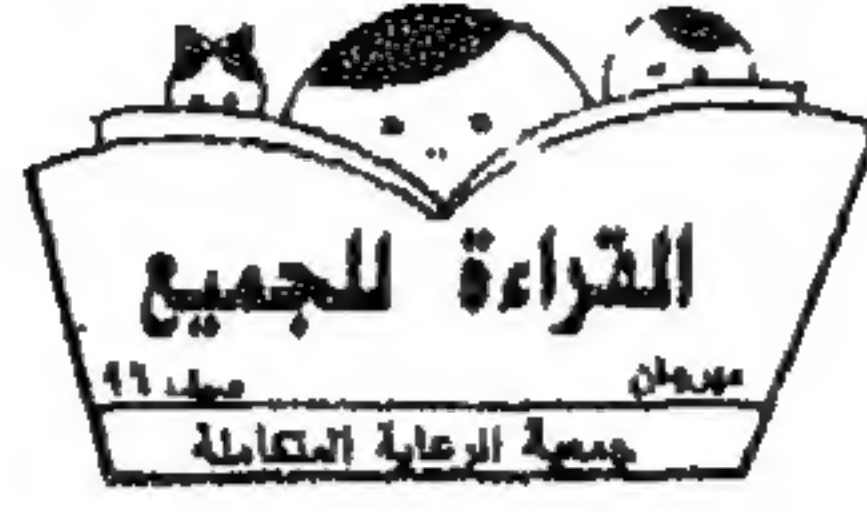 القراءة للجميع
مهرجان صيف ٩٦
جمعية الرعاية المتكاملة